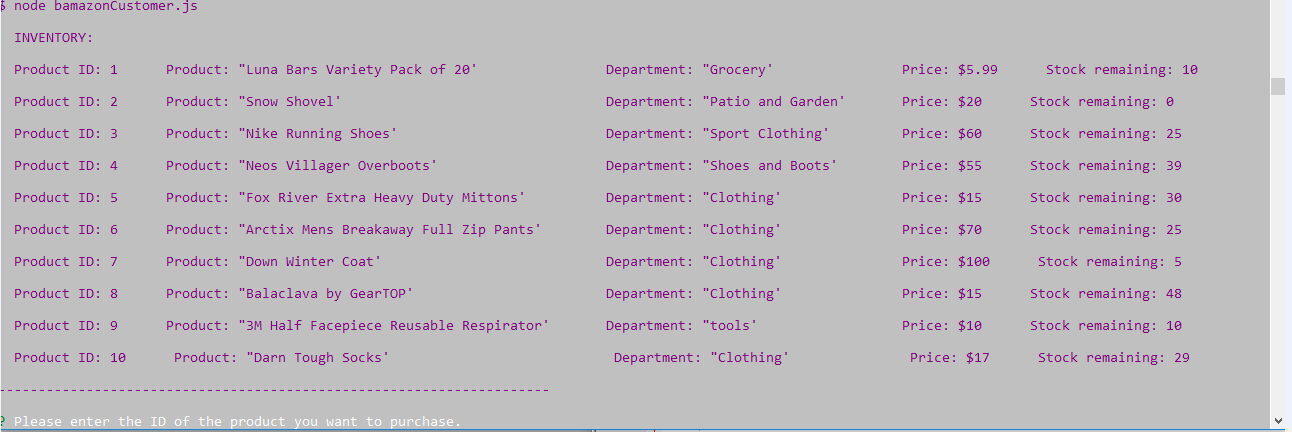 $ node bamazonCustomer.js
INVENTORY:
Product ID: 1 Product: "Luna Bars Variety Pack of 20' Department: "Grocery' Price: $5.99 Stock remaining: 10
Product ID: 2 Product: "Snow Shovel' Department: "Patio and Garden' Price: $20 Stock remaining: 0
Product ID: 3 Product: "Nike Running Shoes' Department: "Sport Clothing' Price: $60 Stock remaining: 25
Product ID: 4 Product: "Neos Villager Overboots' Department: "Shoes and Boots' Price: $55 Stock remaining: 39
Product ID: 5 Product: "Fox River Extra Heavy Duty Mittons' Department: "Clothing' Price: $15 Stock remaining: 30
Product ID: 6 Product: "Arctix Mens Breakaway Full Zip Pants' Department: "Clothing' Price: $70 Stock remaining: 25
Product ID: 7 Product: "Down Winter Coat' Department: "Clothing' Price: $100 Stock remaining: 5
Product ID: 8 Product: "Balaclava by GearTOP' Department: "Clothing' Price: $15 Stock remaining: 48
Product ID: 9 Product: "3M Half Facepiece Reusable Respirator' Department: "tools' Price: $10 Stock remaining: 10
Product ID: 10 Product: "Darn Tough Socks' Department: "Clothing' Price: $17 Stock remaining: 29
---------------------------------------------------------------------
? Please enter the ID of the product you want to purchase.